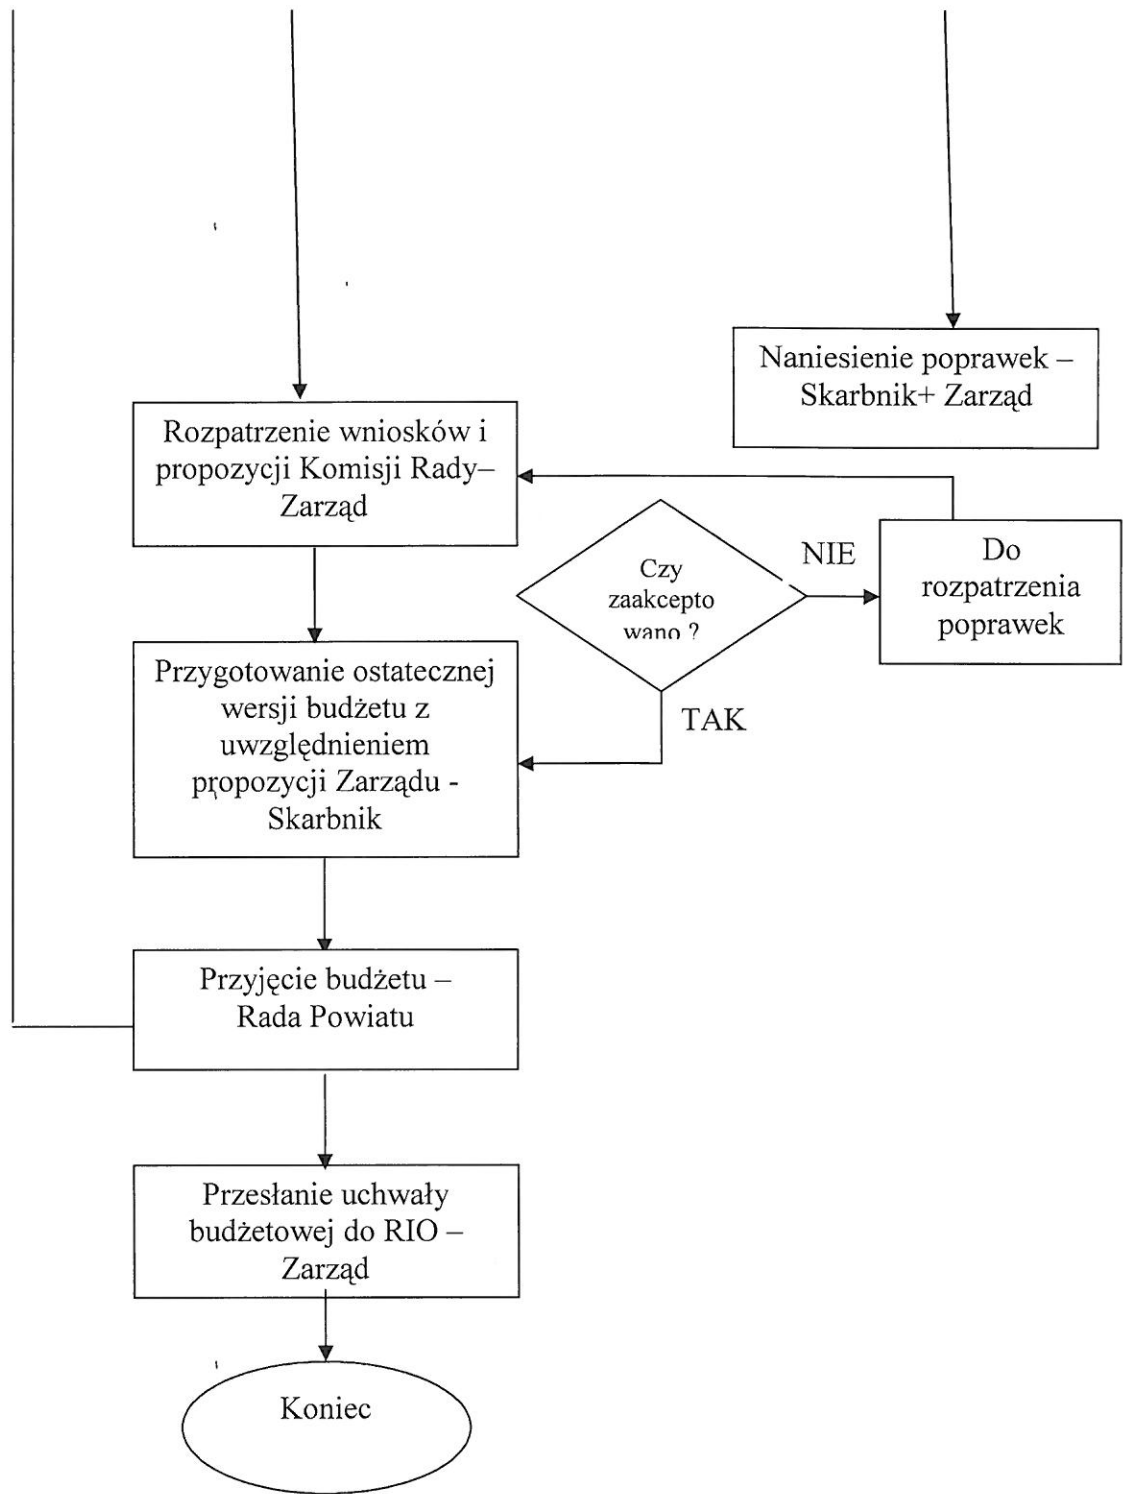 Naniesienie poprawek –
Skarbnik+ Zarząd
Rozpatrzenie wniosków i
propozycji Komisji Rady–
Zarząd
Czy
zaakcepto
wano ?
NIE
Do
rozpatrzenia
poprawek
TAK
Przygotowanie ostatecznej
wersji budżetu z
uwzględnieniem
propozycji Zarządu -
Skarbnik
Przyjęcie budżetu –
Rada Powiatu
Przesłanie uchwały
budżetowej do RIO –
Zarząd
Koniec